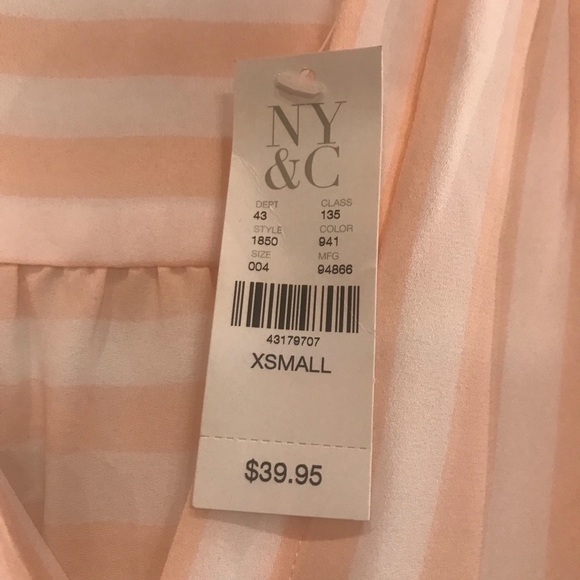 NY
&C
DEPT CLASS
43 135
STYLE COLOR
1850 941
SIZE MFG
004 94866
43179707
XSMALL
$39.95